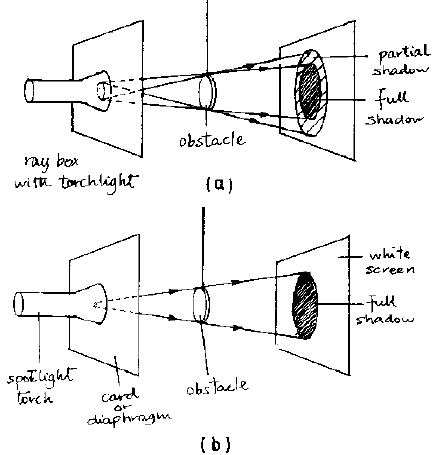 partial
shadow
full
shadow
obstacle
ray box
with torchlight
(a)
white
screen
full
shadow
spotlight
torch
card
or
diaphragm
obstacle
(b)